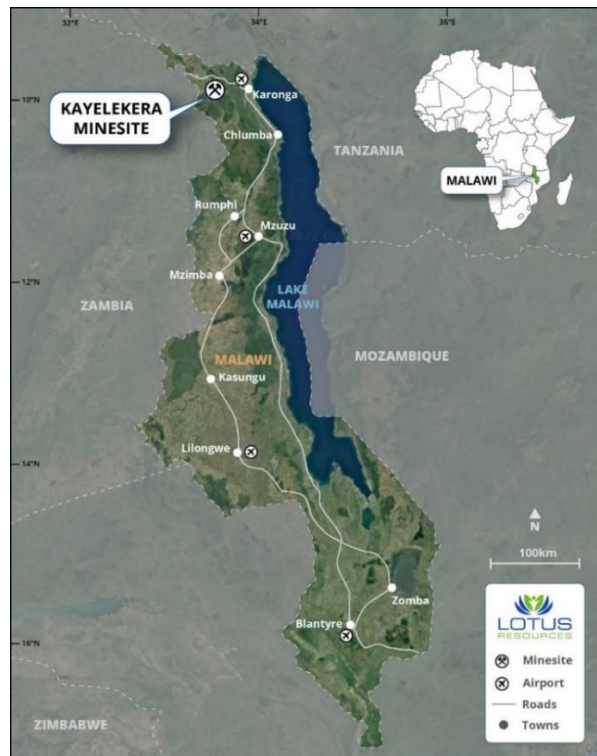 32°E
34°E
36°E
10°N
12°N
14°N
16°N
KAYELEKERA
MINESITE
Karonga
Chlumba
TANZANIA
MALAWI
Rumphi
Mzuzu
Mzimba
LAKE
MALAWI
ZAMBIA
MOZAMBIQUE
MALAWI
Kasungu
Lilongwe
N
100km
Zomba
Blantyre
ZIMBABWE
LOTUS
RESOURCES
Minesite
Airport
Roads
Towns